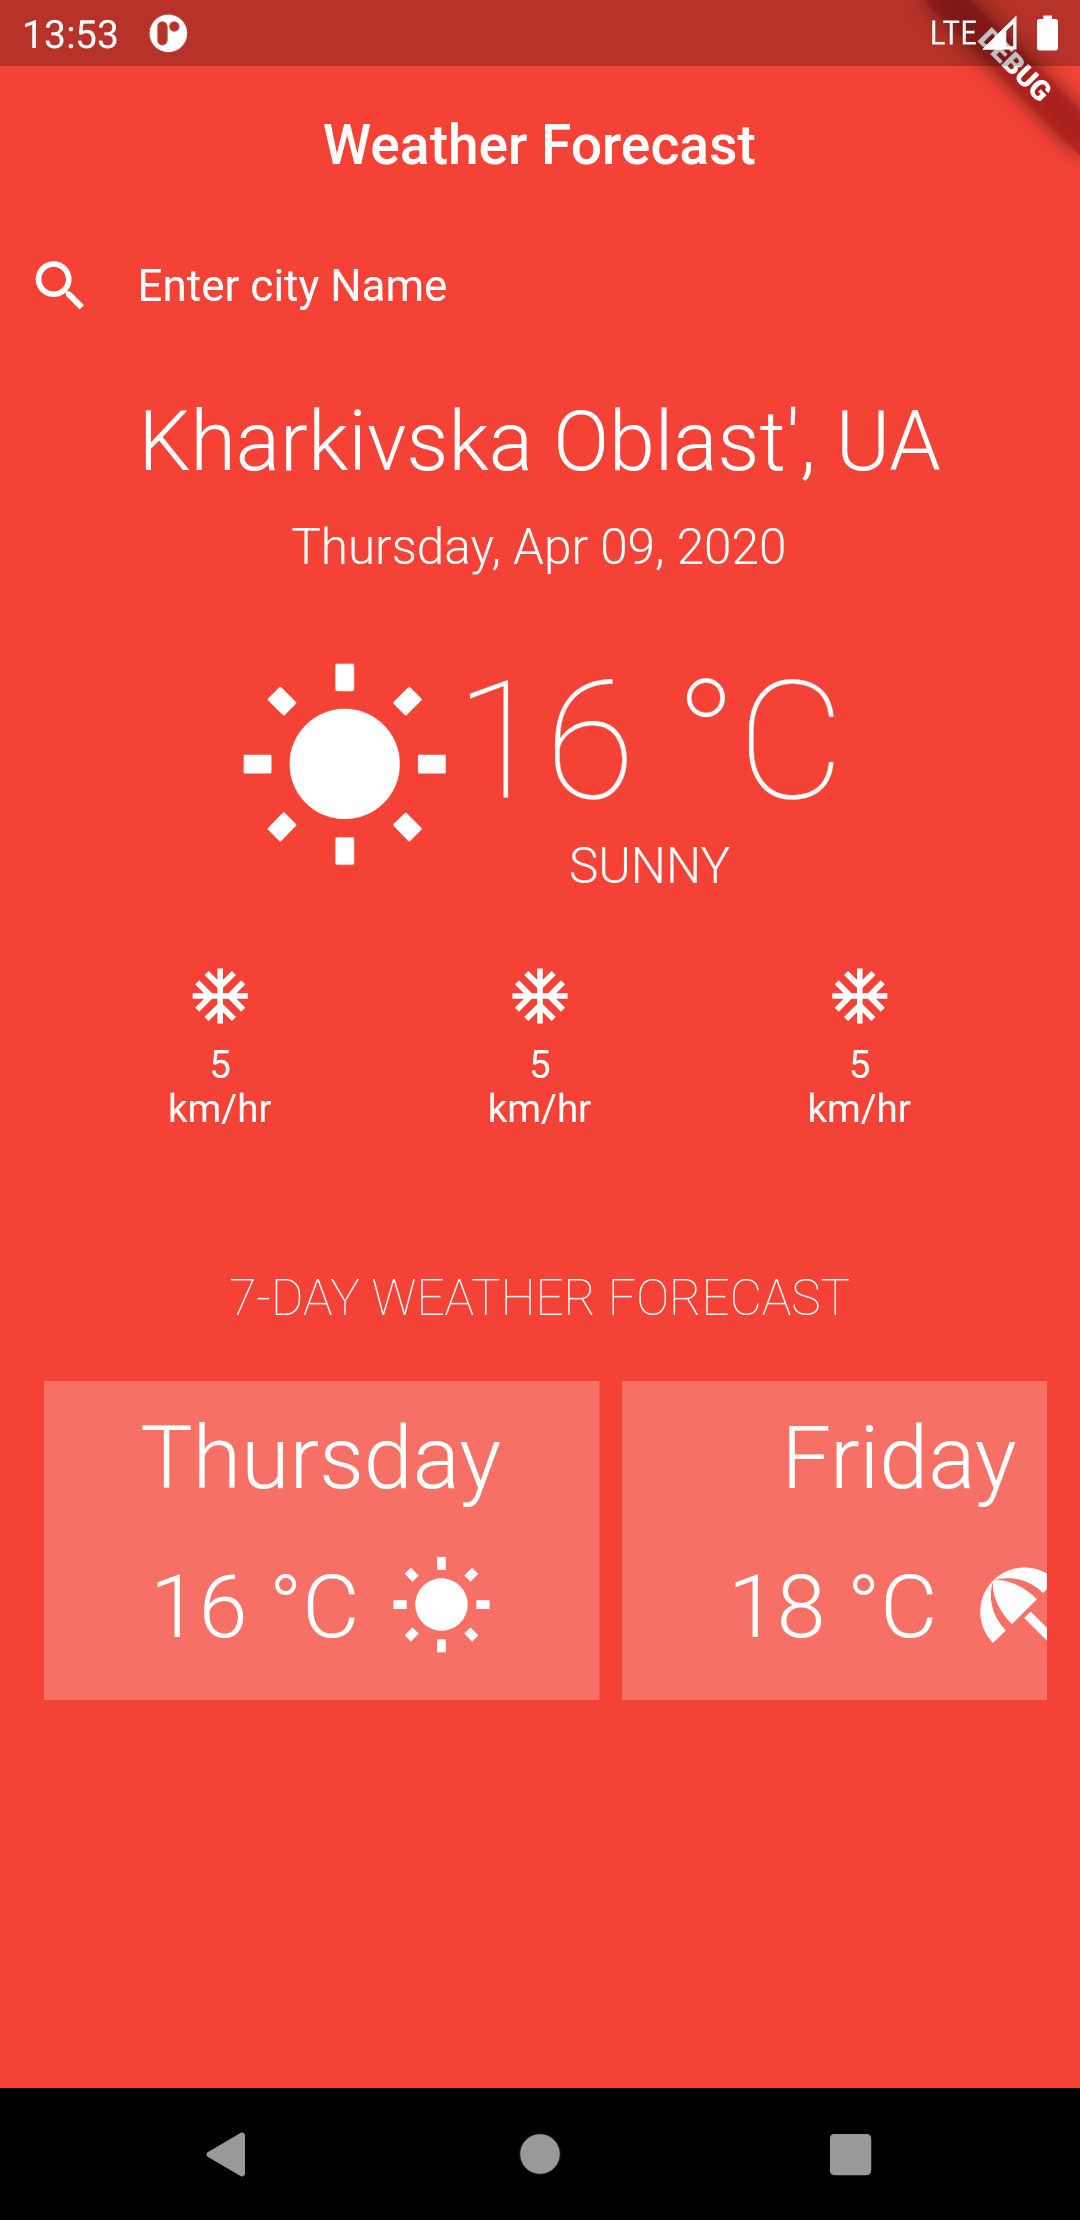 13:53
LTE
DEBUG
Weather Forecast
Enter city Name
Kharkivska Oblast', UA
Thursday, Apr 09, 2020
16 °C
SUNNY
5 5 5
km/hr km/hr km/hr
7-DAY WEATHER FORECAST
Thursday Friday
16 °C 18 °C